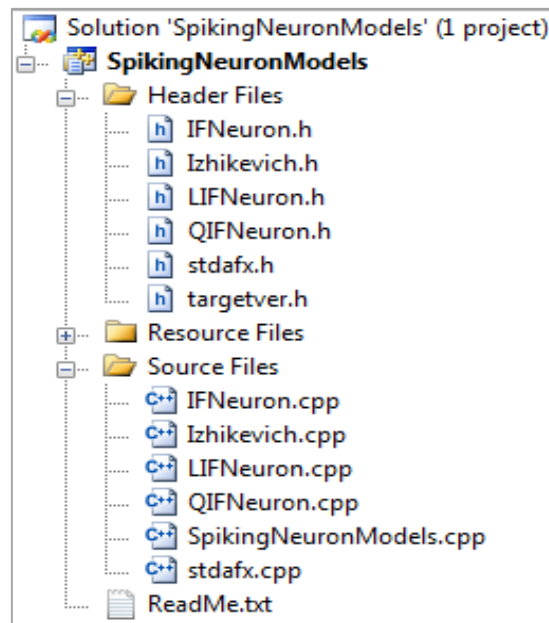 Solution 'SpikingNeuronModels' (1 project)
SpikingNeuronModels
Header Files
IFNeuron.h
Izhikevich.h
LIFNeuron.h
QIFNeuron.h
stdafx.h
targetver.h
Resource Files
Source Files
IFNeuron.cpp
Izhikevich.cpp
LIFNeuron.cpp
QIFNeuron.cpp
SpikingNeuronModels.cpp
stdafx.cpp
ReadMe.txt